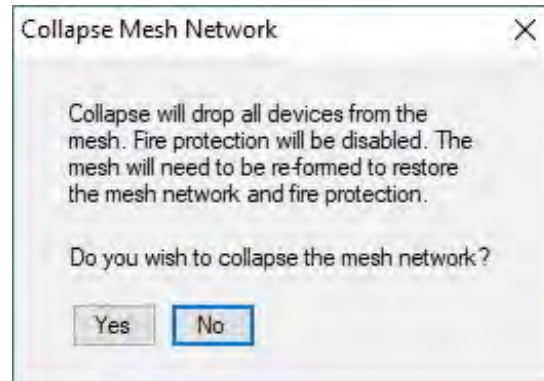 Collapse Mesh Network
Collapse will drop all devices from the
mesh. Fire protection will be disabled. The
mesh will need to be re-formed to restore
the mesh network and fire protection.
Do you wish to collapse the mesh network?
Yes No